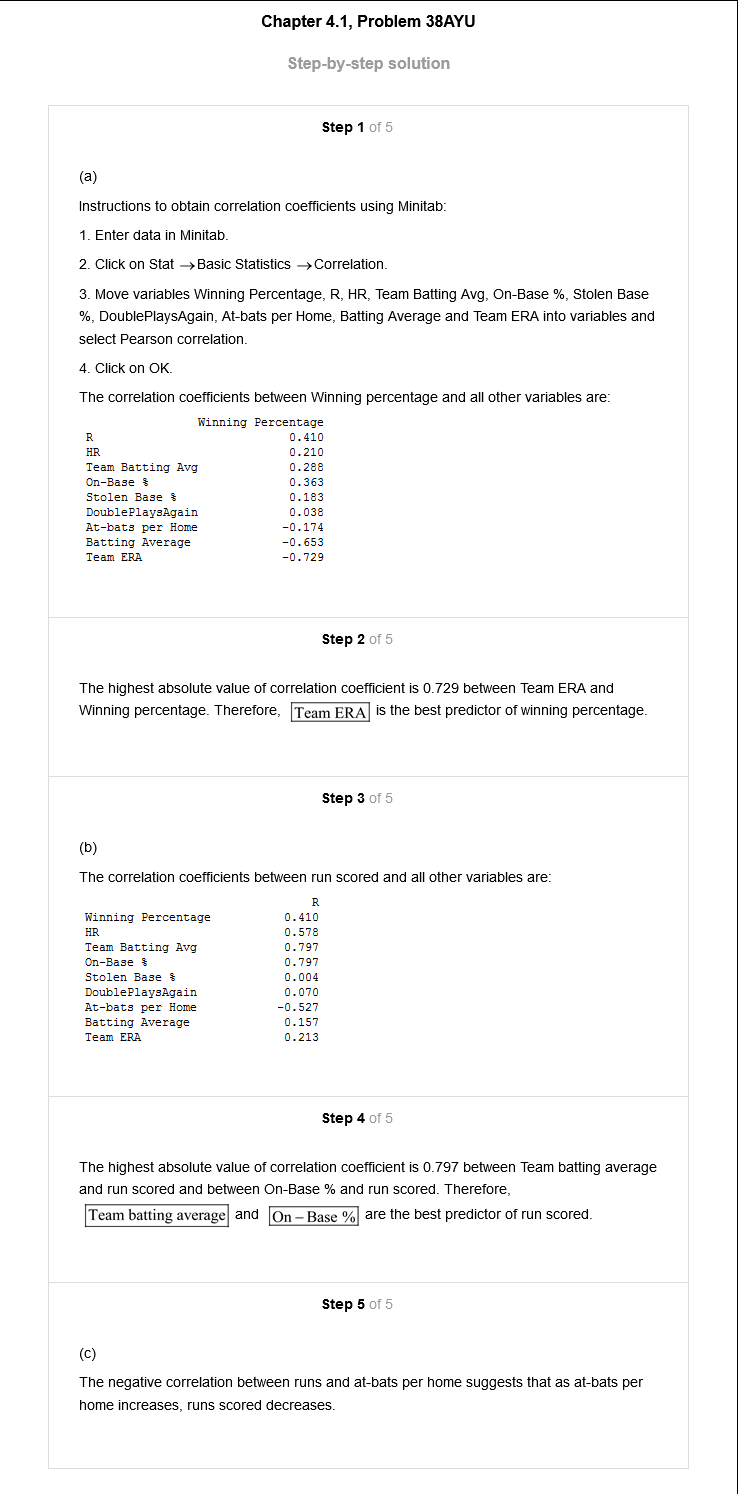 Chapter 4.1, Problem 38AYU
Step-by-step solution
Step 1 of 5
(a)
Instructions to obtain correlation coefficients using Minitab:
1. Enter data in Minitab.
2. Click on Stat → Basic Statistics → Correlation.
3. Move variables Winning Percentage, R, HR, Team Batting Avg, On-Base %, Stolen Base
%, DoublePlaysAgain, At-bats per Home, Batting Average and Team ERA into variables and
select Pearson correlation.
4. Click on OK.
The correlation coefficients between Winning percentage and all other variables are:
Winning Percentage
R 0.410
HR 0.210
Team Batting Avg 0.288
On-Base % 0.363
Stolen Base % 0.183
DoublePlaysAgain 0.038
At-bats per Home -0.174
Batting Average -0.653
Team ERA -0.729
Step 2 of 5
The highest absolute value of correlation coefficient is 0.729 between Team ERA and
Winning percentage. Therefore, Team ERA is the best predictor of winning percentage.
Step 3 of 5
(b)
The correlation coefficients between run scored and all other variables are:
R
Winning Percentage 0.410
HR 0.578
Team Batting Avg 0.797
On-Base % 0.797
Stolen Base % 0.004
DoublePlaysAgain 0.070
At-bats per Home -0.527
Batting Average 0.157
Team ERA 0.213
Step 4 of 5
The highest absolute value of correlation coefficient is 0.797 between Team batting average
and run scored and between On-Base % and run scored. Therefore,
Team batting average and On – Base % are the best predictor of run scored.
Step 5 of 5
(c)
The negative correlation between runs and at-bats per home suggests that as at-bats per
home increases, runs scored decreases.